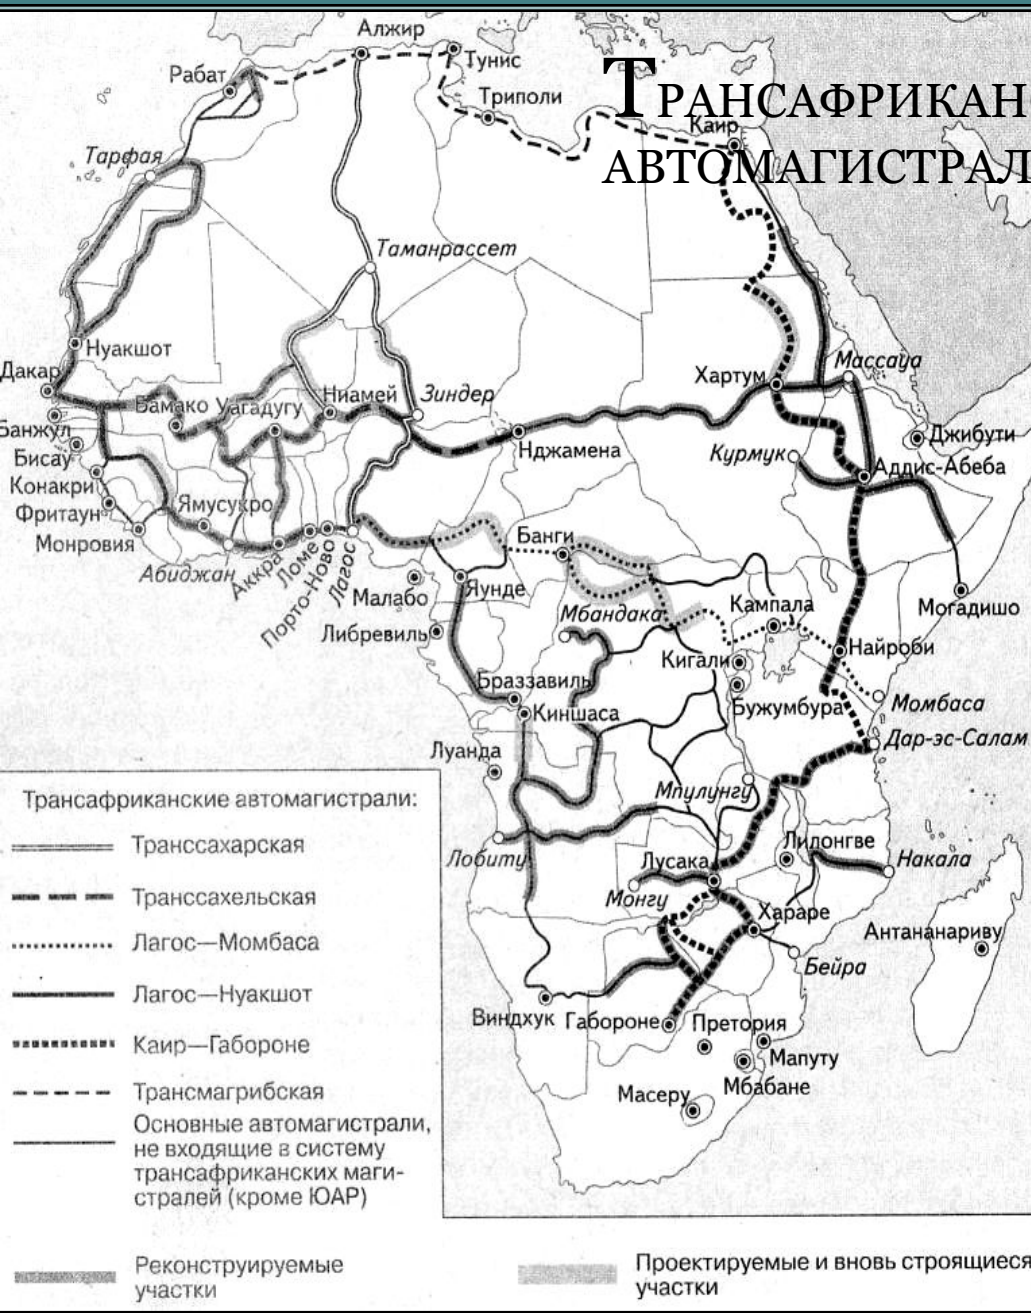 ТРАНСАФРИКАН
АВТОМАГИСТРАЛ
Алжир
Тунис
Рабат
Триполи
Каир
Тарфая
Таманрассет
Нуакшот
Дакар
Массауа
Хартум
Ниамей
Зиндер
Бамако
Уагадугу
Банжул
Джибути
Нджамена
Курмук
Бисау
Аддис-Абеба
Конакри
Ямусукро
Фритаун
Монровия
Банги
Абиджан
Аккра
Ломе
Порто-Ново
Лагос
Яунде
Малабо
Мбандака
Кампала
Могадишо
Либревиль
Найроби
Кигали
Браззавиль
Бужумбура
Момбаса
Киншаса
Дар-эс-Салам
Луанда
Мпулунгу
Лилонгве
Лобиту
Лусака
Накала
Монгу
Хараре
Антананариву
Бейра
Виндхук
Габороне
Претория
Мапуту
Мбабане
Масеру
Трансафриканские автомагистрали:
Транссахарская
Транссахельская
Лагос—Момбаса
Лагос—Нуакшот
Каир—Габороне
Трансмагрибская
Основные автомагистрали,
не входящие в систему
трансафриканских маги-
стралей (кроме ЮАР)
Реконструируемые
участки
Проектируемые и вновь строящиеся
участки